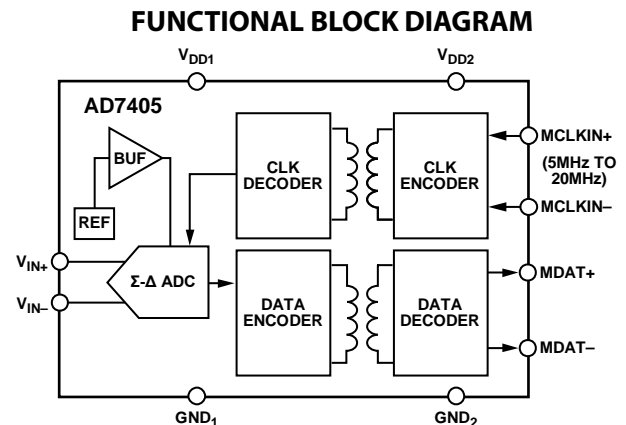 FUNCTIONAL BLOCK DIAGRAM
VDD1
VDD2
AD7405
BUF
REF
CLK
DECODER
CLK
ENCODER
MCLKIN+
(5MHz TO
20MHz)
MCLKIN–
VIN+
VIN–
Σ-Δ ADC
DATA
ENCODER
DATA
DECODER
MDAT+
MDAT–
GND1
GND2